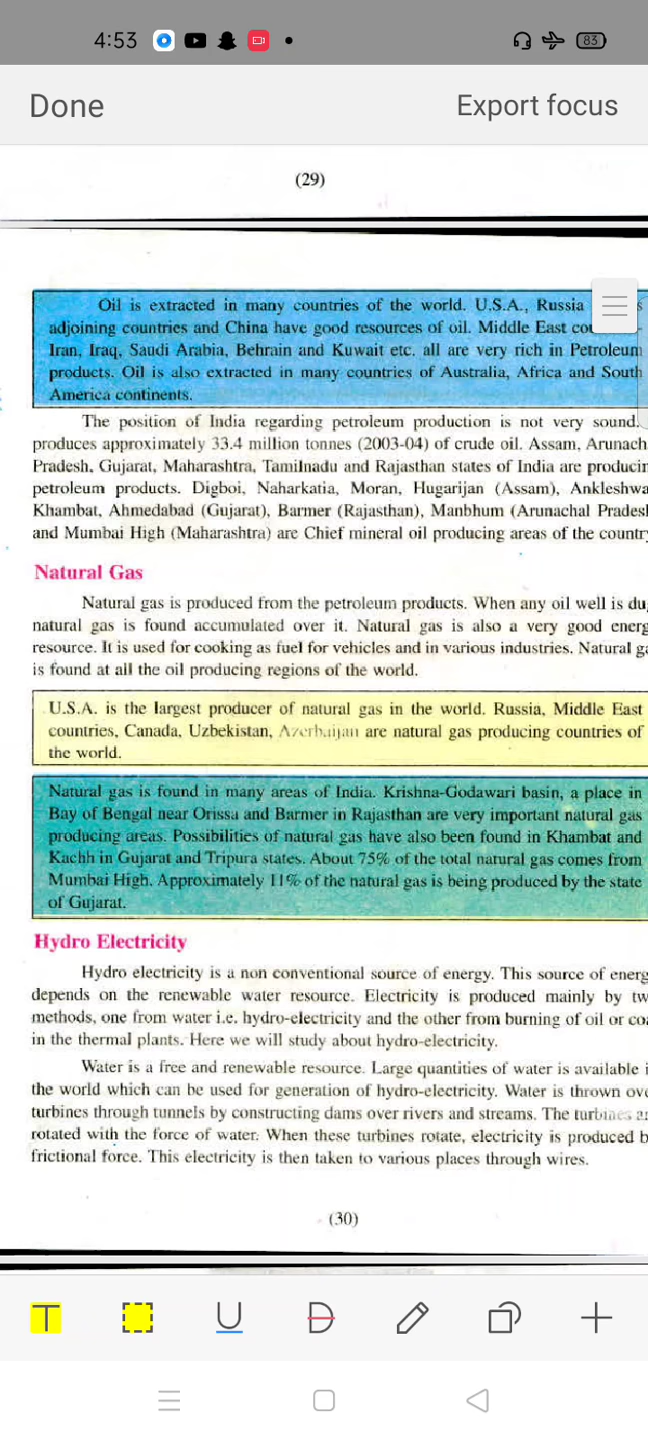 4:53
83
Done
Export focus
(29)
Oil is extracted in many countries of the world. U.S.A., Russia
adjoining countries and China have good resources of oil. Middle East
Iran, Iraq, Saudi Arabia, Behrain and Kuwait etc. all are very rich in Petroleum
products. Oil is also extracted in many countries of Australia, Africa and South
America continents.
The position of India regarding petroleum production is not very sound.
produces approximately 33.4 million tonnes (2003-04) of crude oil. Assam, Arunach
Pradesh, Gujarat, Maharashtra, Tamilnadu and Rajasthan states of India are producin
petroleum products. Digboi, Naharkatia, Moran, Hugarijan (Assam), Ankleshwa
Khambat, Ahmedabad (Gujarat), Barmer (Rajasthan), Manbhum (Arunachal Prades
and Mumbai High (Maharashtra) are Chief mineral oil producing areas of the country
Natural Gas
Natural gas is produced from the petroleum products. When any oil well is du
natural gas is found accumulated over it. Natural gas is also a very good energ
resource. It is used for cooking as fuel for vehicles and in various industries. Natural ga
is found at all the oil producing regions of the world.
U.S.A. is the largest producer of natural gas in the world. Russia, Middle East
countries, Canada, Uzbekistan, Azerbaijan are natural gas producing countries of
the world.
Natural gas is found in many areas of India. Krishna-Godawari basin, a place in
Bay of Bengal near Orissa and Barmer in Rajasthan are very important natural gas
producing areas. Possibilities of natural gas have also been found in Khambat and
Kachh in Gujarat and Tripura states. About 75% of the total natural gas comes from
Mumbai High. Approximately 11% of the natural gas is being produced by the state
of Gujarat.
Hydro Electricity
Hydro electricity is a non conventional source of energy. This source of energ
depends on the renewable water resource. Electricity is produced mainly by tw
methods, one from water i.e. hydro-electricity and the other from burning of oil or coa
in the thermal plants. Here we will study about hydro-electricity.
Water is a free and renewable resource. Large quantities of water is available i
the world which can be used for generation of hydro-electricity. Water is thrown ove
turbines through tunnels by constructing dams over rivers and streams. The turbines ar
rotated with the force of water. When these turbines rotate, electricity is produced b
frictional force. This electricity is then taken to various places through wires.
(30)